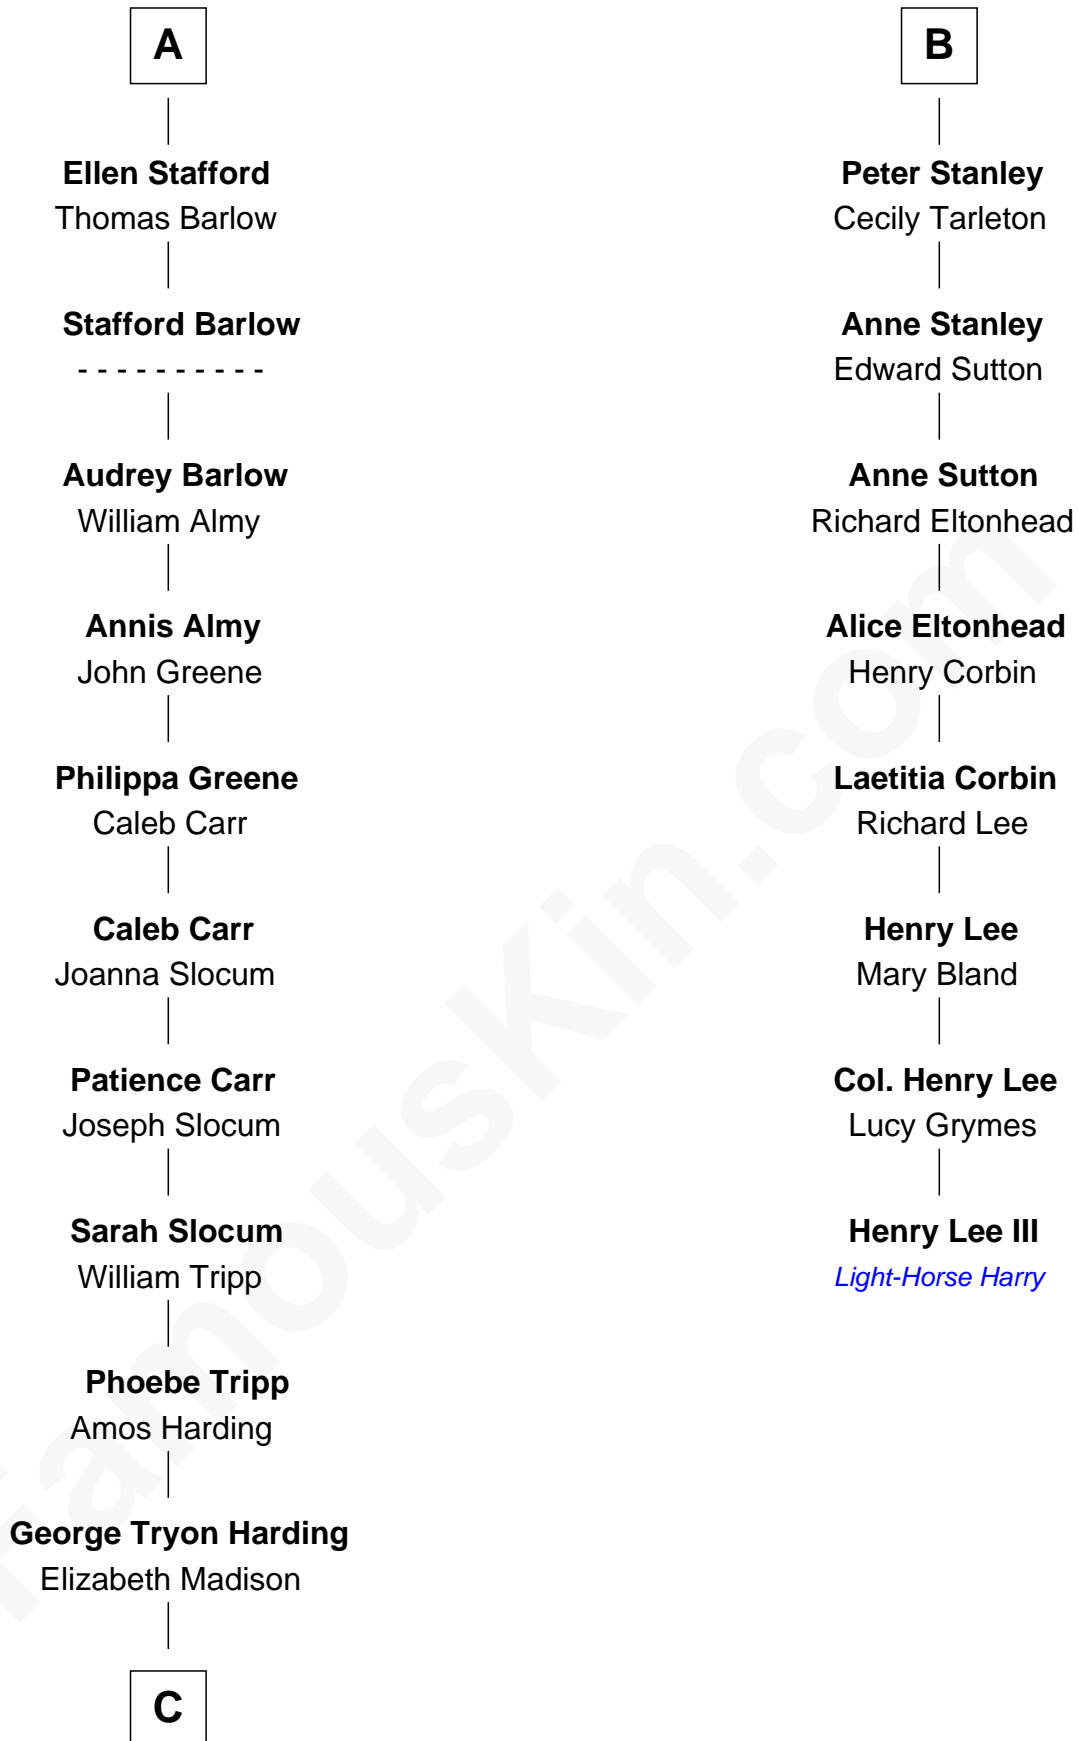 A
Ellen Stafford
Thomas Barlow
Stafford Barlow
- - - - - - - - - -
Audrey Barlow
William Almy
Annis Almy
John Greene
Philippa Greene
Caleb Carr
Caleb Carr
Joanna Slocum
Patience Carr
Joseph Slocum
Sarah Slocum
William Tripp
Phoebe Tripp
Amos Harding
George Tryon Harding
Elizabeth Madison
C
B
Peter Stanley
Cecily Tarleton
Anne Stanley
Edward Sutton
Anne Sutton
Richard Eltonhead
Alice Eltonhead
Henry Corbin
Laetitia Corbin
Richard Lee
Henry Lee
Mary Bland
Col. Henry Lee
Lucy Grymes
Henry Lee III
Light-Horse Harry
FamousKin.com